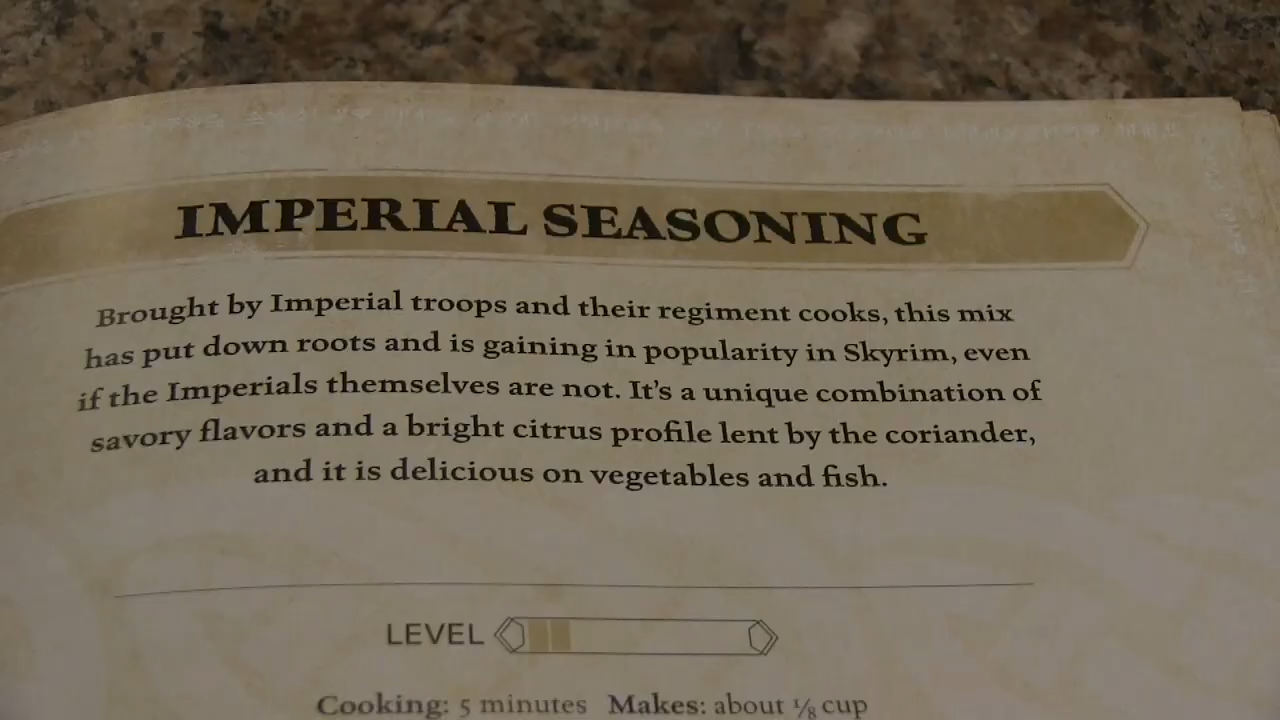 IMPERIAL SEASONING
Brought by Imperial troops and their regiment cooks, this mix
has put down roots and is gaining in popularity in Skyrim, even
if the Imperials themselves are not. It's a unique combination of
savory flavors and a bright citrus profile lent by the coriander,
and it is delicious on vegetables and fish.
LEVEL
Cooking: 5 minutes Makes: about ⅛ cup